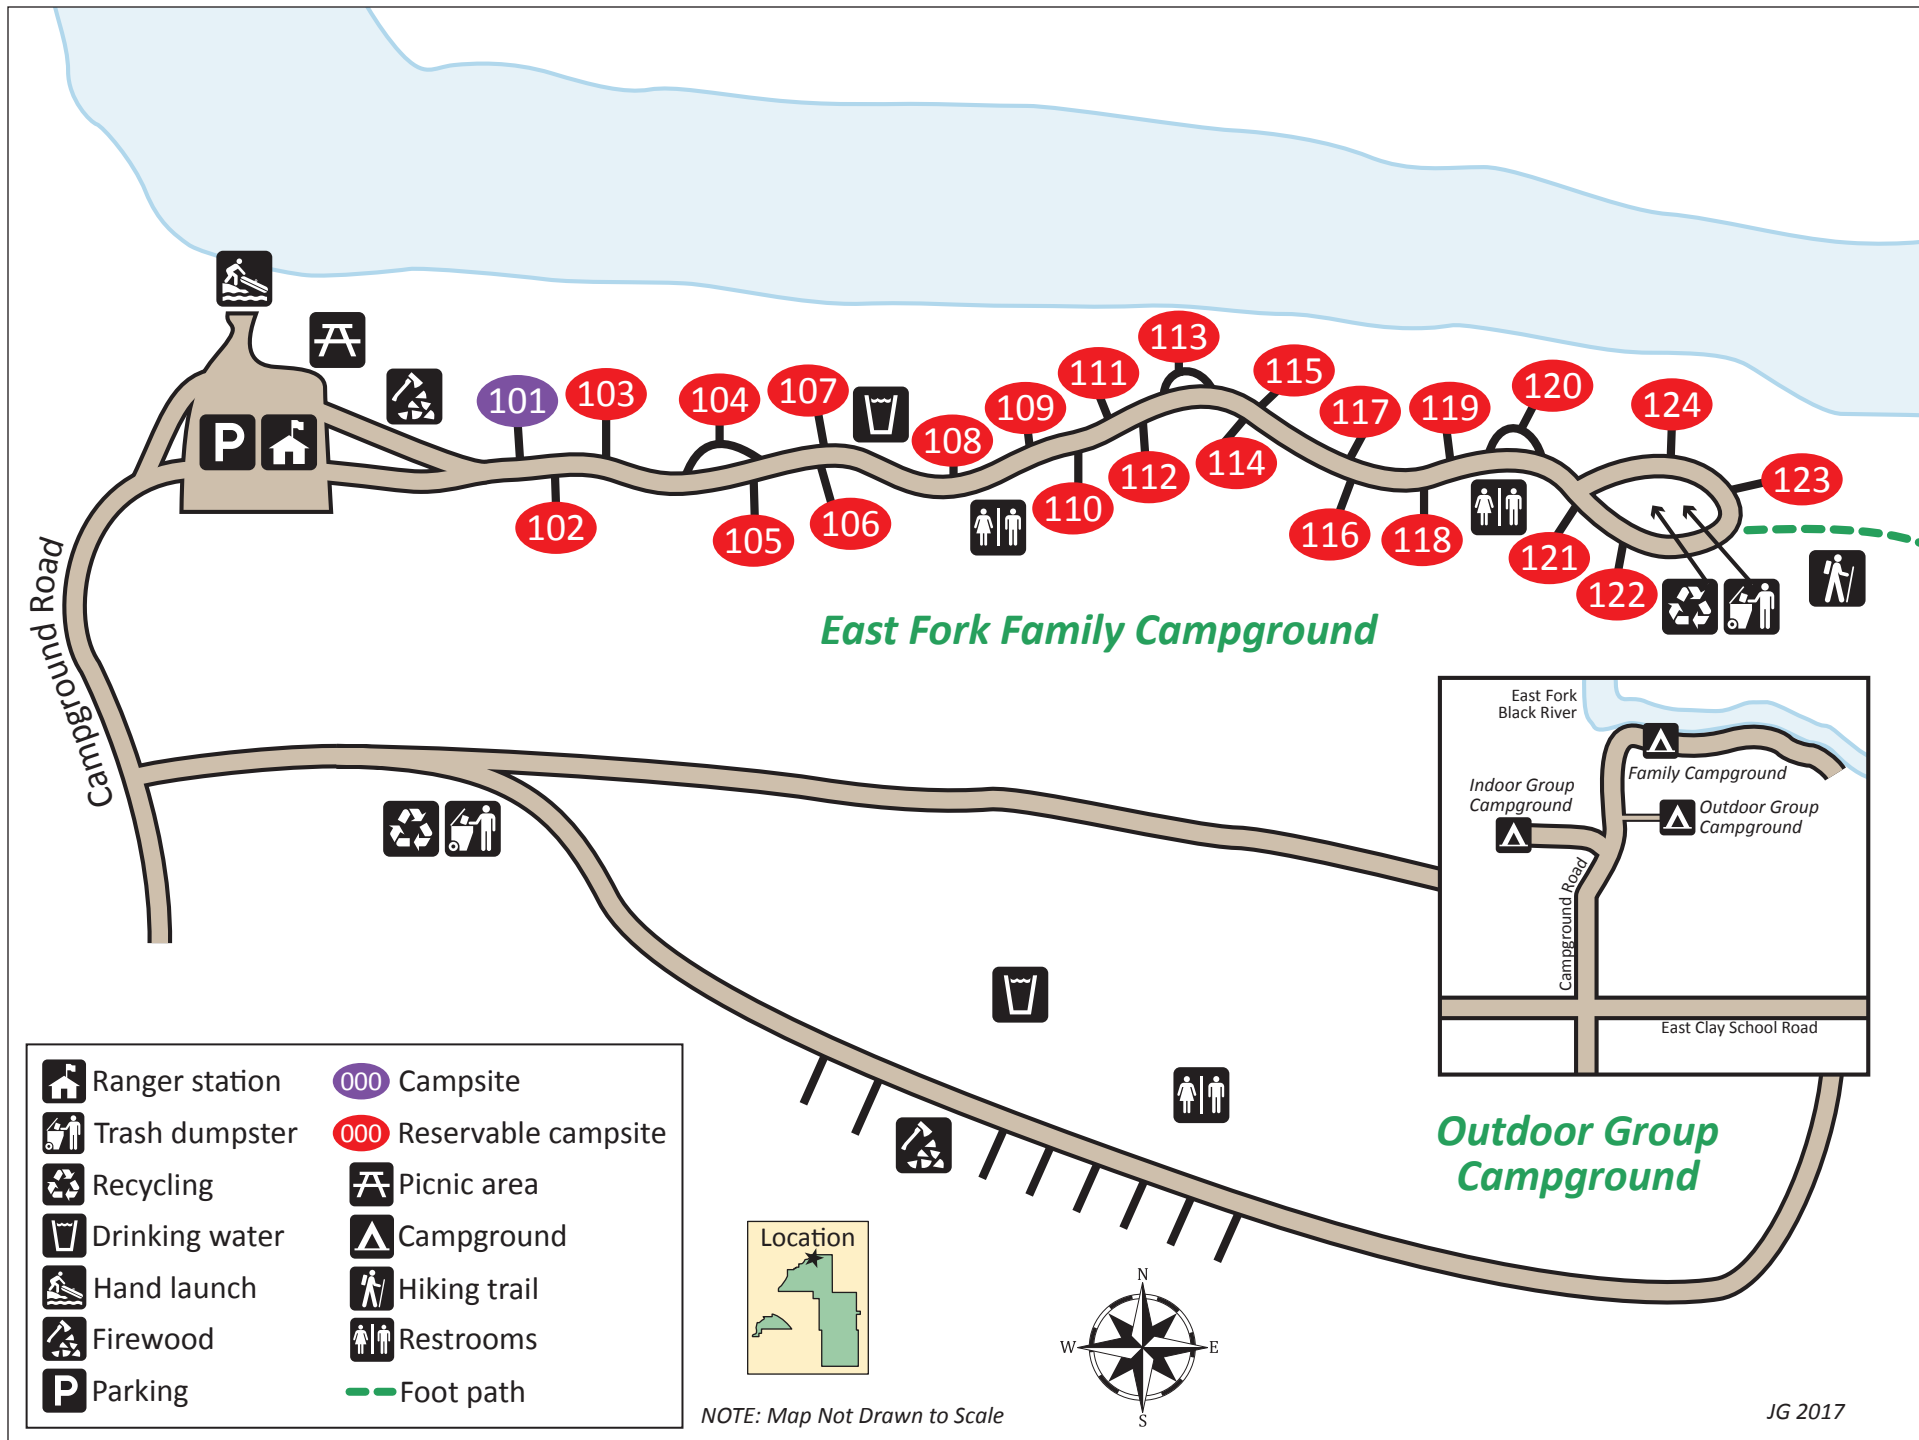 113
111
115
120
107
103
101
104
109
117
119
124
108
114
112
123
110
105
106
102
116
118
121
122
P
Campground Road
East Fork Family Campground
East Fork
Black River
Family Campground
Indoor Group
Campground
Outdoor Group
Campground
Campground Road
East Clay School Road
Outdoor Group
Campground
Ranger station
Trash dumpster
Recycling
Drinking water
Hand launch
Firewood
P Parking
000 Campsite
000 Reservable campsite
Picnic area
Campground
Hiking trail
Restrooms
Foot path
Location
NOTE: Map Not Drawn to Scale
N
W
E
S
JG 2017